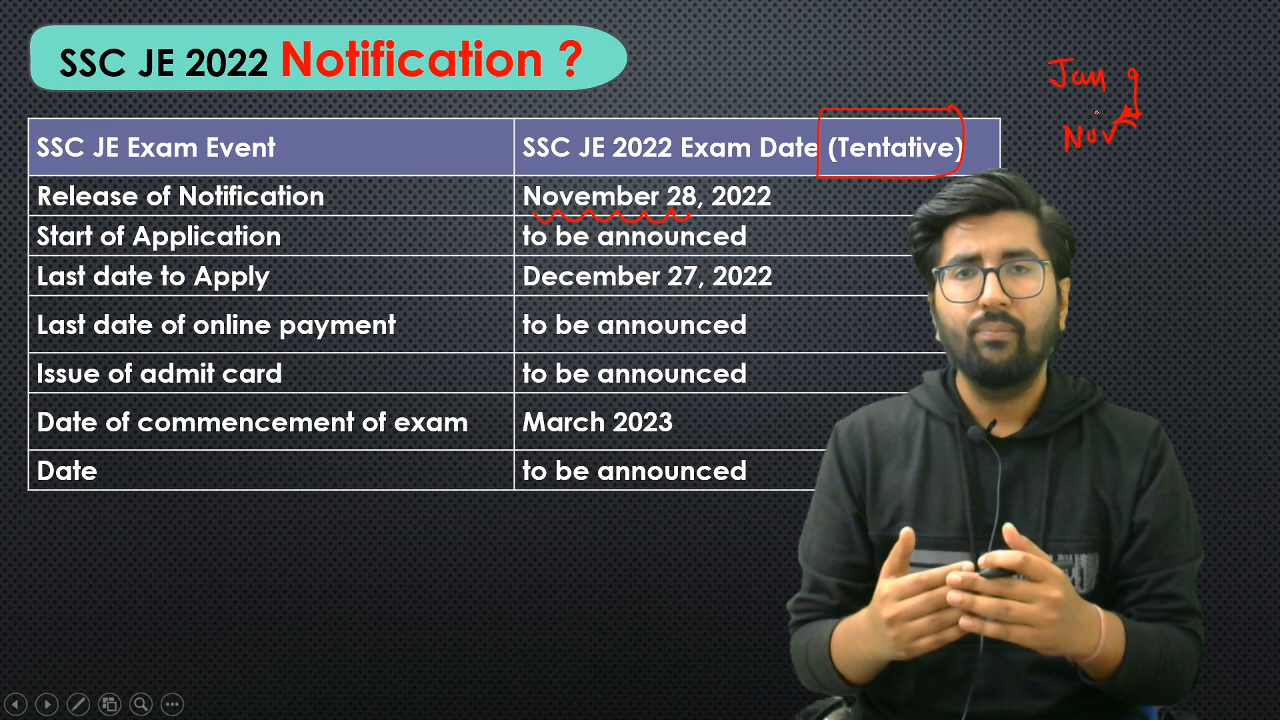 SSC JE 2022 Notification ?
Jan
Nov
SSC JE Exam Event SSC JE 2022 Exam Date (Tentative)
Release of Notification November 28, 2022
Start of Application to be announced
Last date to Apply December 27, 2022
Last date of online payment to be announced
Issue of admit card to be announced
Date of commencement of exam March 2023
Date to be announced